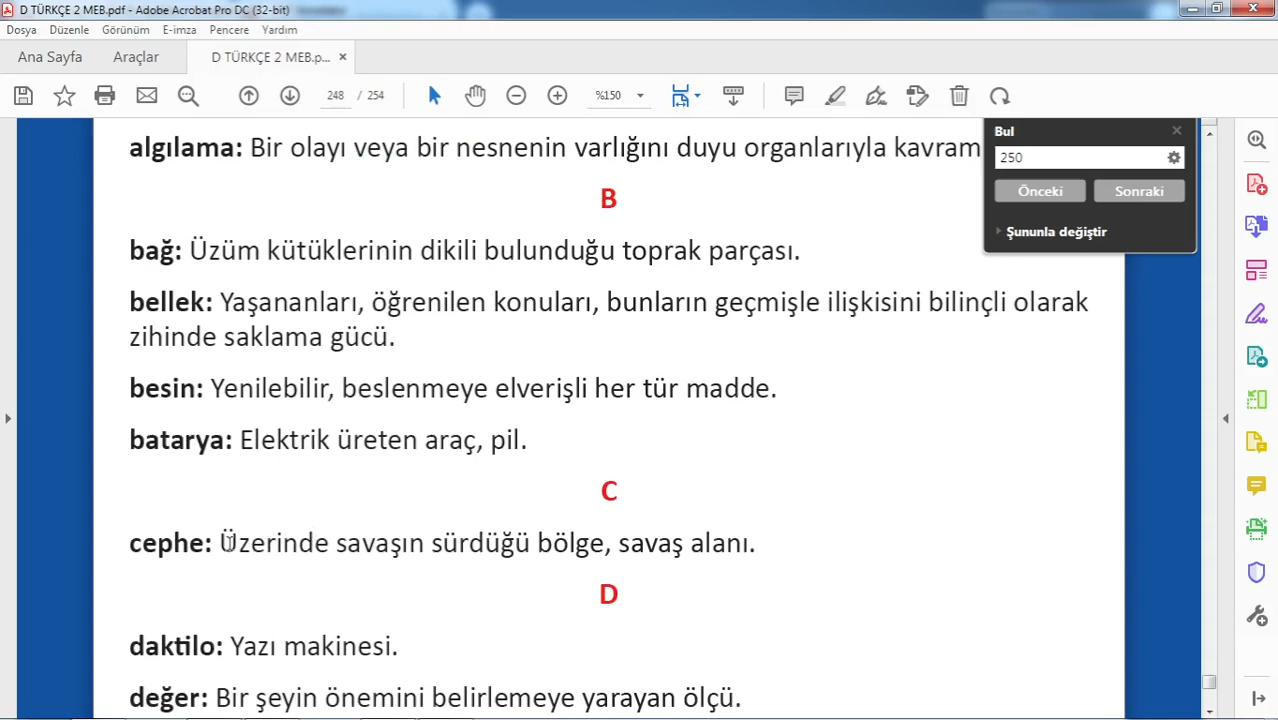 D TÜRKÇE 2 MEB.pdf - Adobe Acrobat Pro DC (32-bit)
Dosya Düzenle Görünüm E-imza Pencere Yardım
Ana Sayfa Araçlar D TÜRKÇE 2 MEB.p... ×
248 / 254 %150
algılama: Bir olayı veya bir nesnenin varlığını duyu organlarıyla kavram
Bul
250
Önceki Sonraki
Şununla değiştir
B
bağ: Üzüm kütüklerinin dikili bulunduğu toprak parçası.
bellek: Yaşananları, öğrenilen konuları, bunların geçmişle ilişkisini bilinçli olarak
zihinde saklama gücü.
besin: Yenilebilir, beslenmeye elverişli her tür madde.
batarya: Elektrik üreten araç, pil.
C
cephe: Üzerinde savaşın sürdüğü bölge, savaş alanı.
D
daktilo: Yazı makinesi.
değer: Bir şeyin önemini belirlemeye yarayan ölçü.